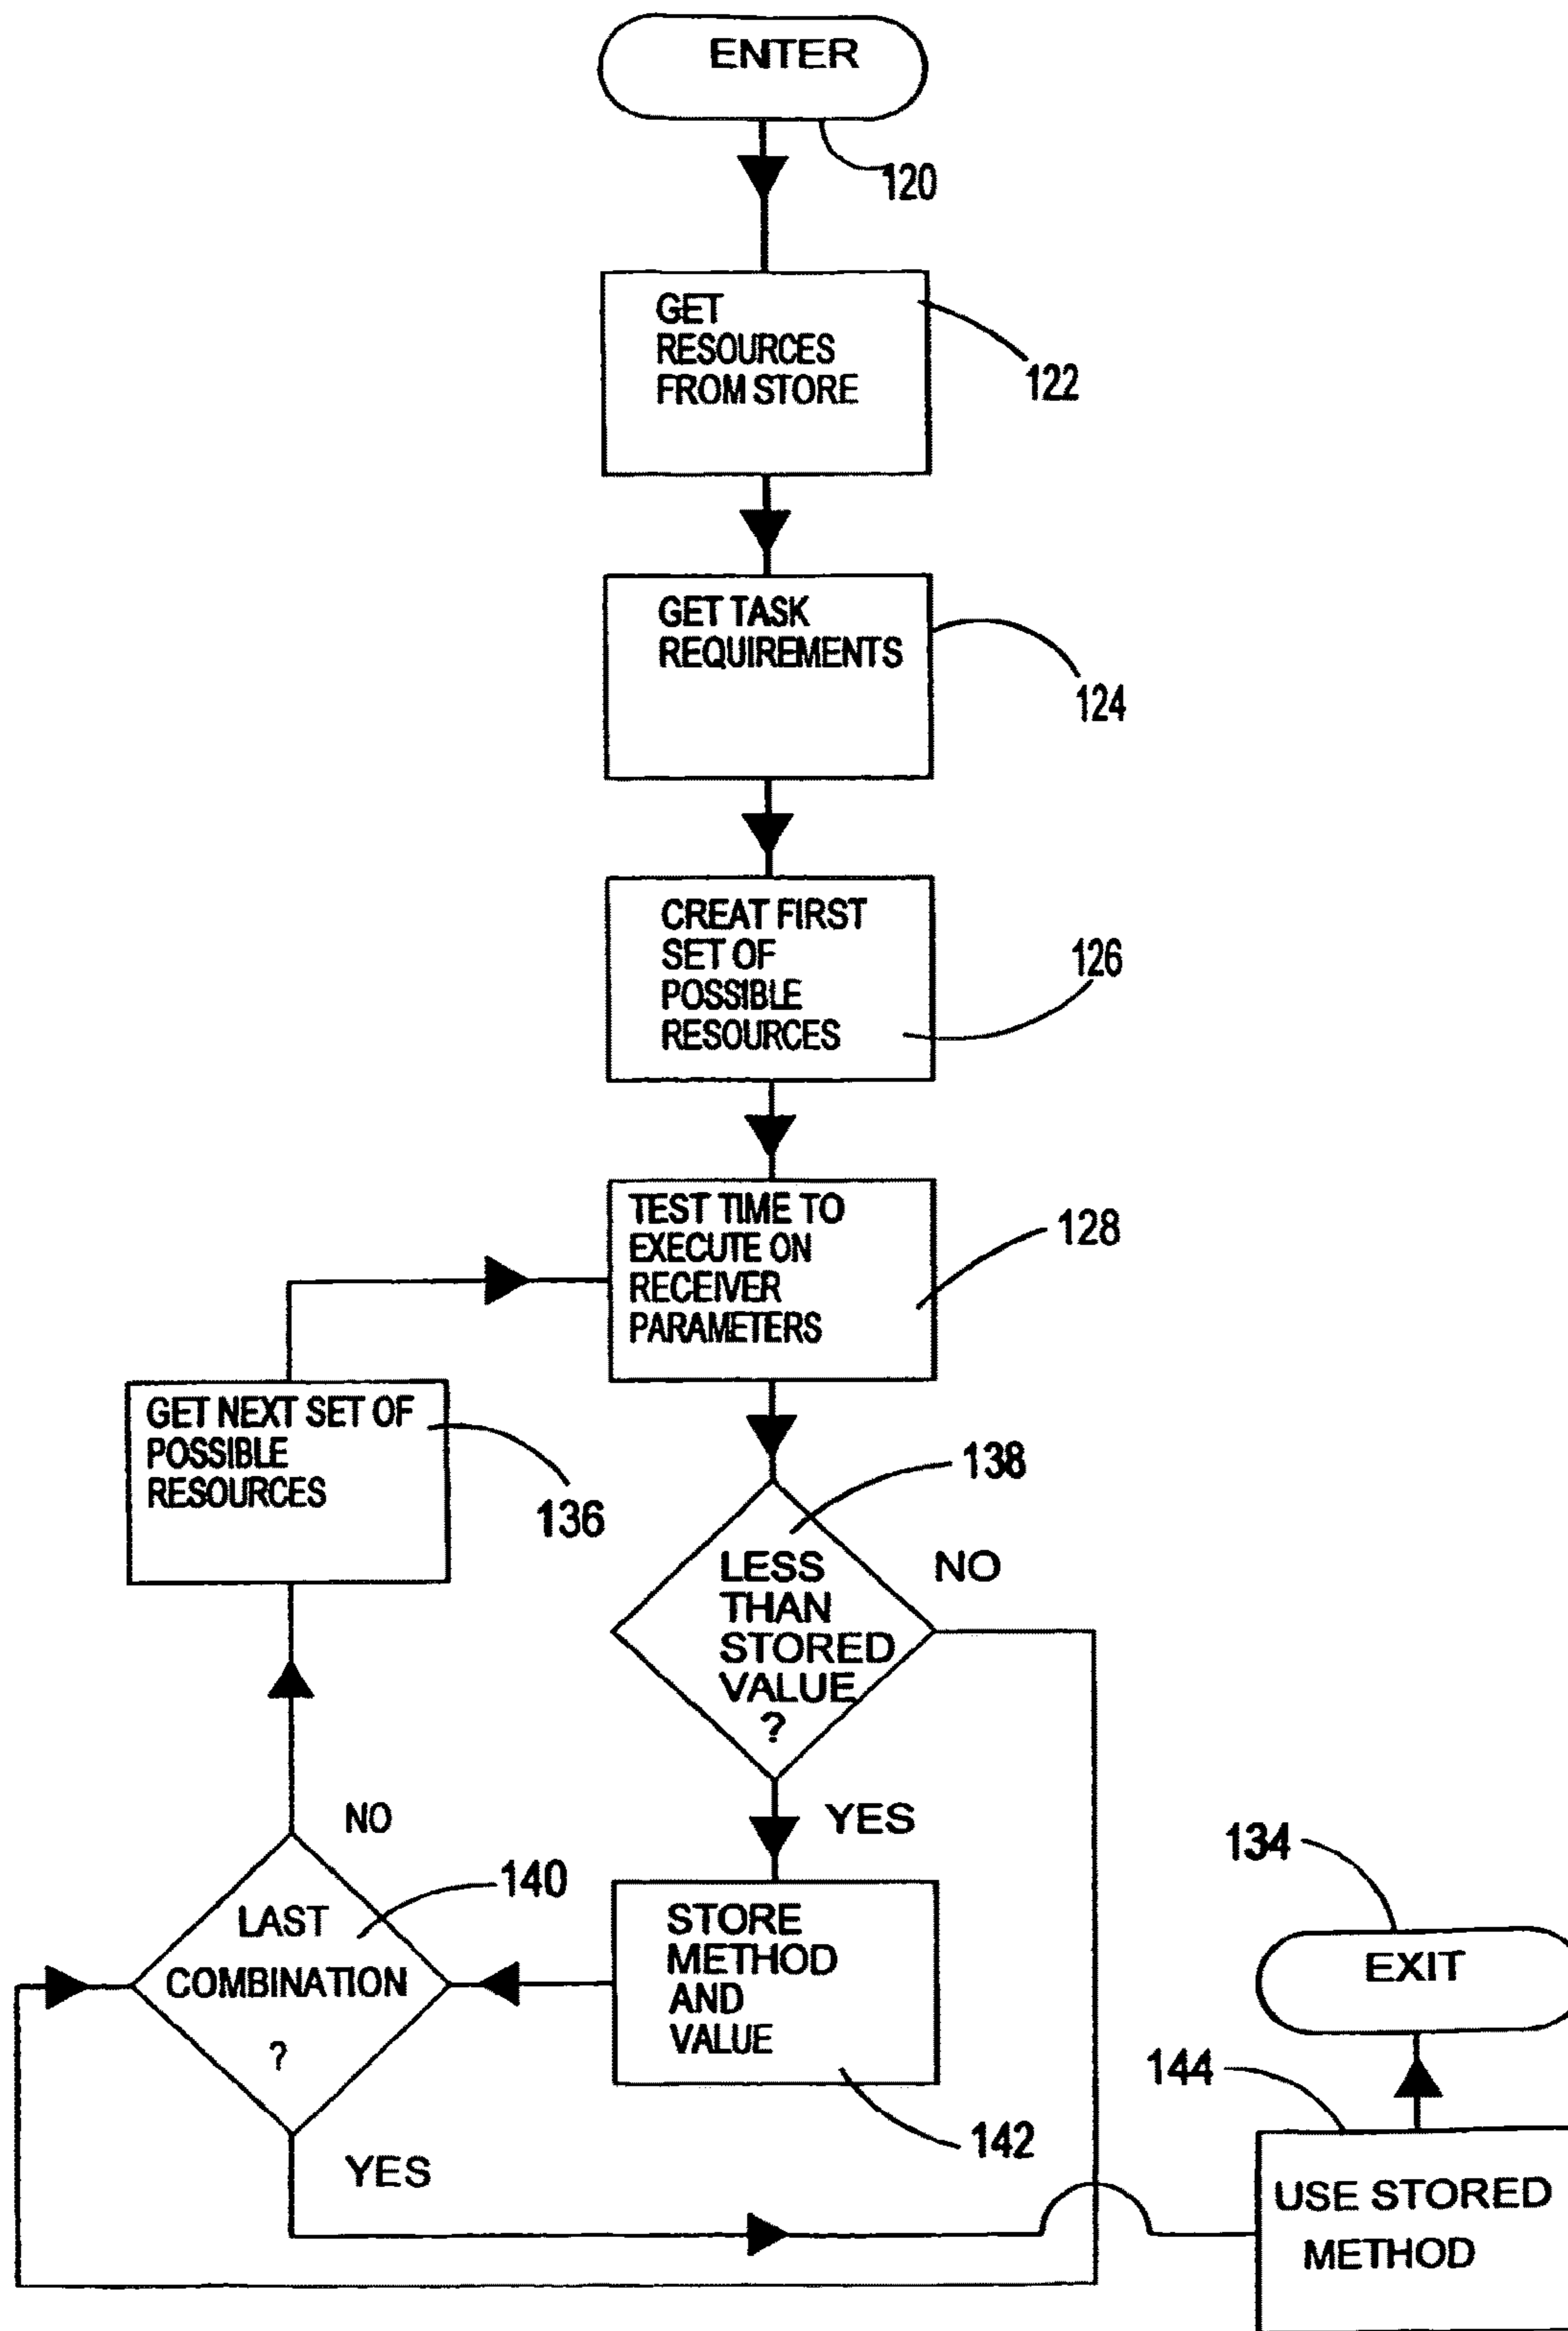 ENTER
120
GET
RESOURCES
FROM STORE
122
GET TASK
REQUIREMENTS
124
CREAT FIRST
SET OF
POSSIBLE
RESOURCES
126
TEST TIME TO
EXECUTE ON
RECEIVER
PARAMETERS
128
GET NEXT SET OF
POSSIBLE
RESOURCES
136
138
LESS
THAN
STORED
VALUE
?
NO
YES
NO
140
LAST
COMBINATION
?
YES
STORE
METHOD
AND
VALUE
142
134
EXIT
144
USE STORED
METHOD